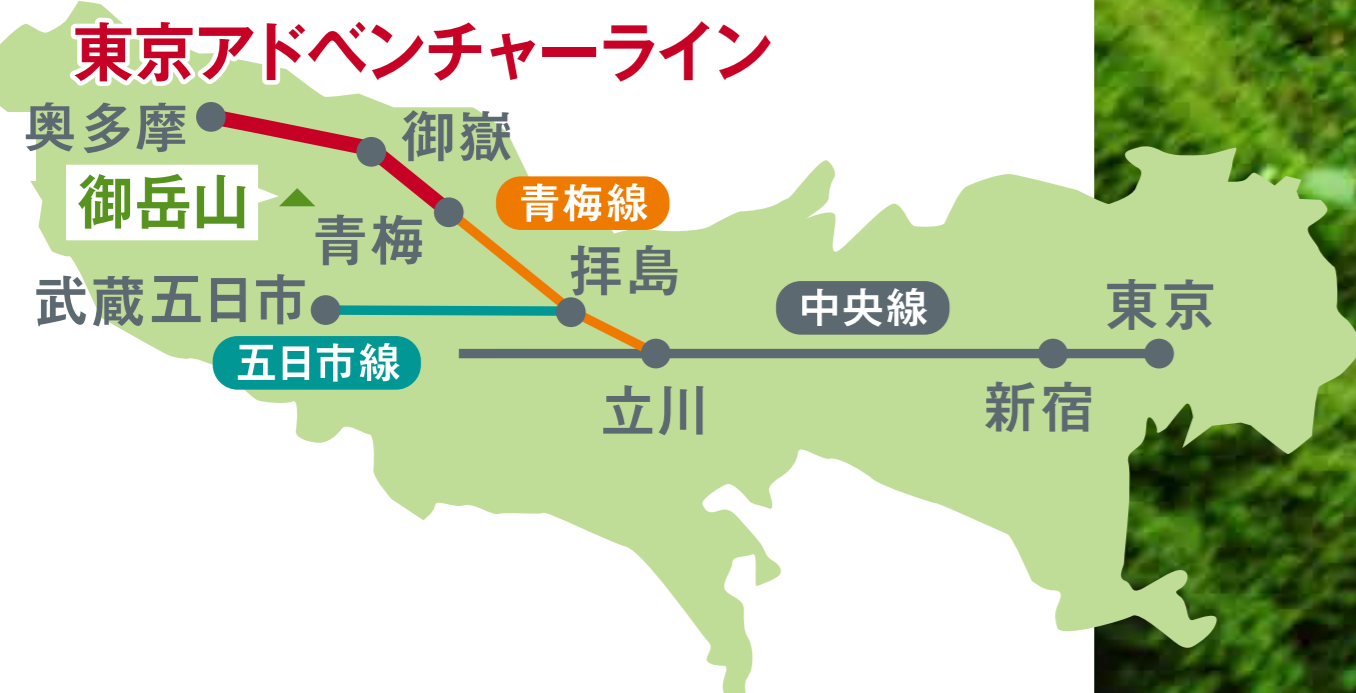 東京アドベンチャーライン
奥多摩
御嶽
御岳山
青梅線
青梅
拝島
武蔵五日市
中央線
東京
五日市線
立川
新宿